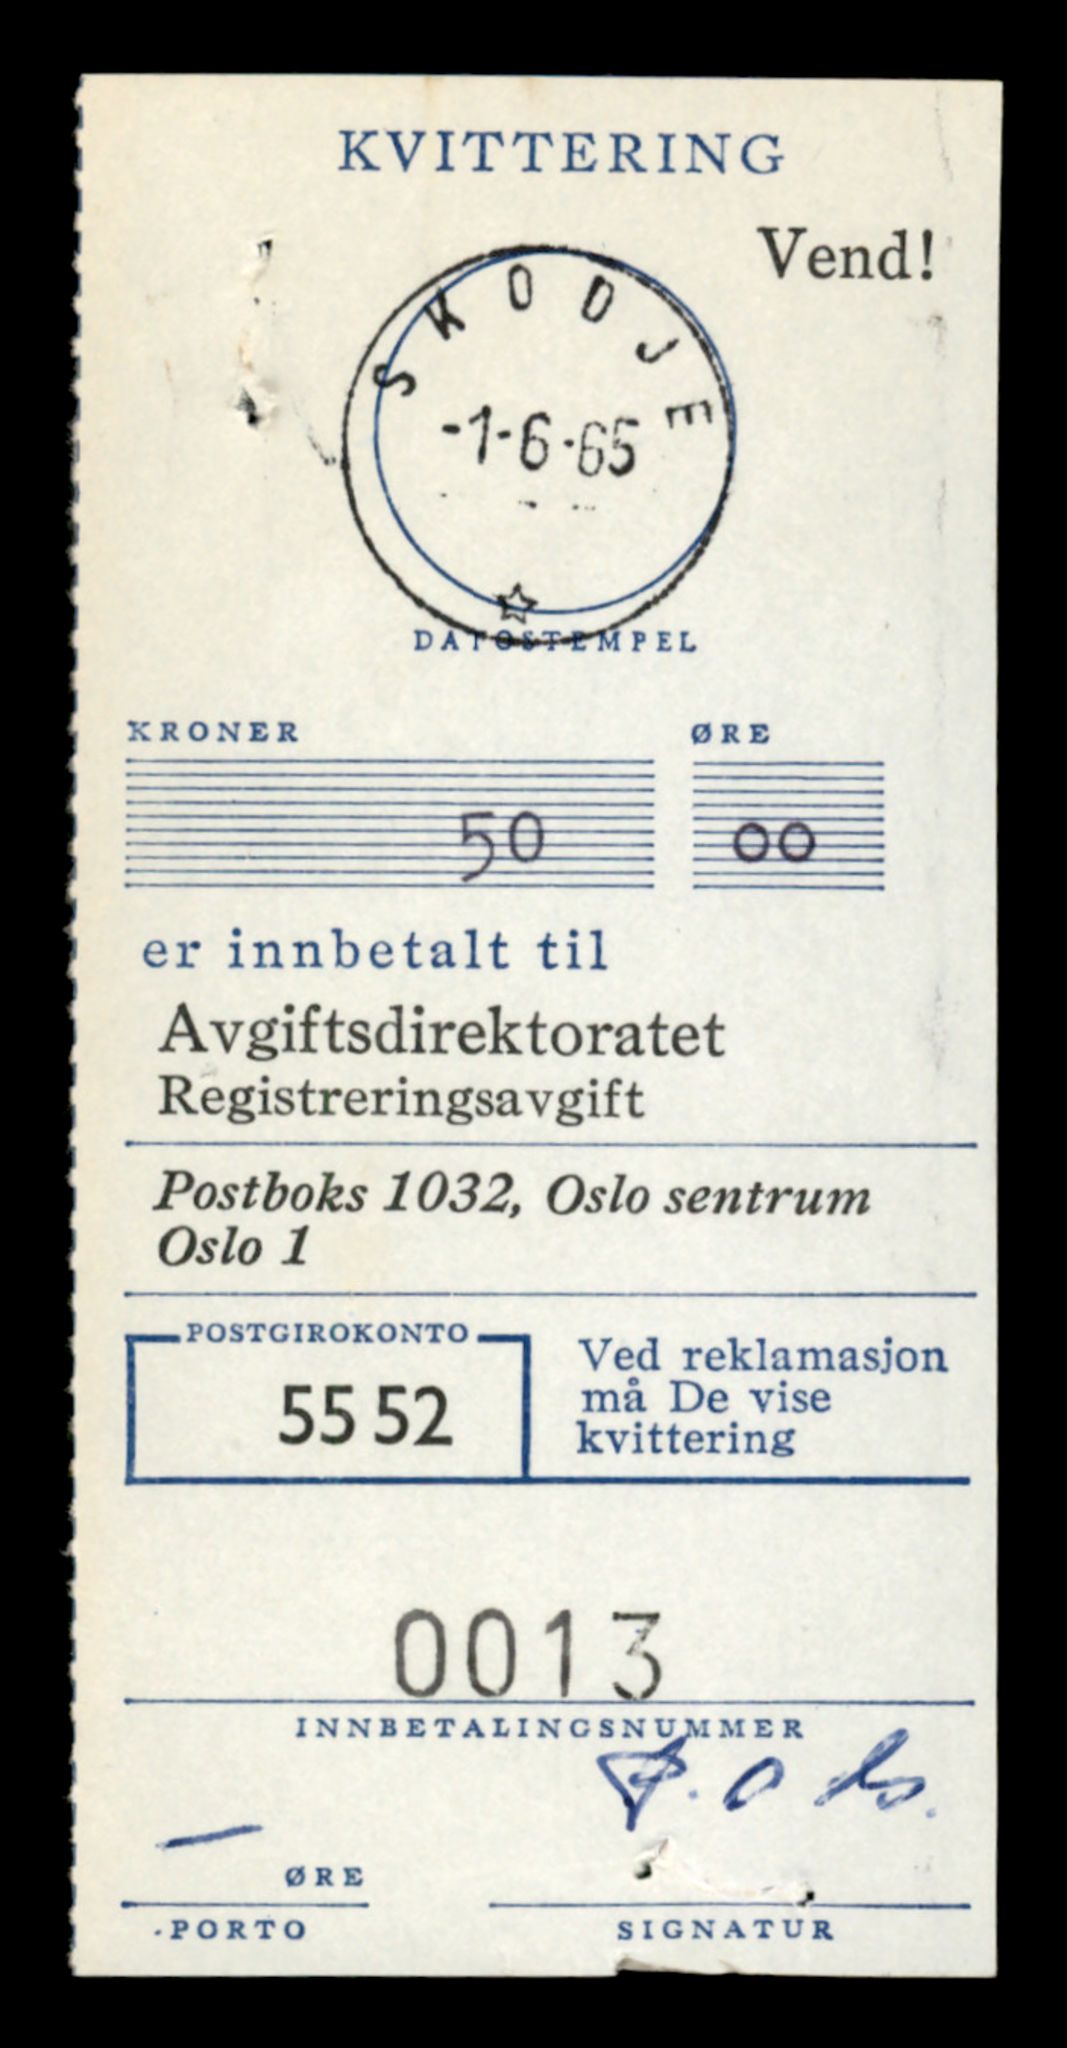 KVITTERING
Vend!
SKODJE
-1-6-65
DATOSTEMPEL
KRONER ØRE
50 00
er innbetalt til
Avgiftsdirektoratet
Registreringsavgift
Postboks 1032, Oslo sentrum
Oslo 1
POSTGIROKONTO
55 52
Ved reklamasjon
må De vise
kvittering
0013
INNBETALINGSNUMMER
ØRE
PORTO
SIGNATUR